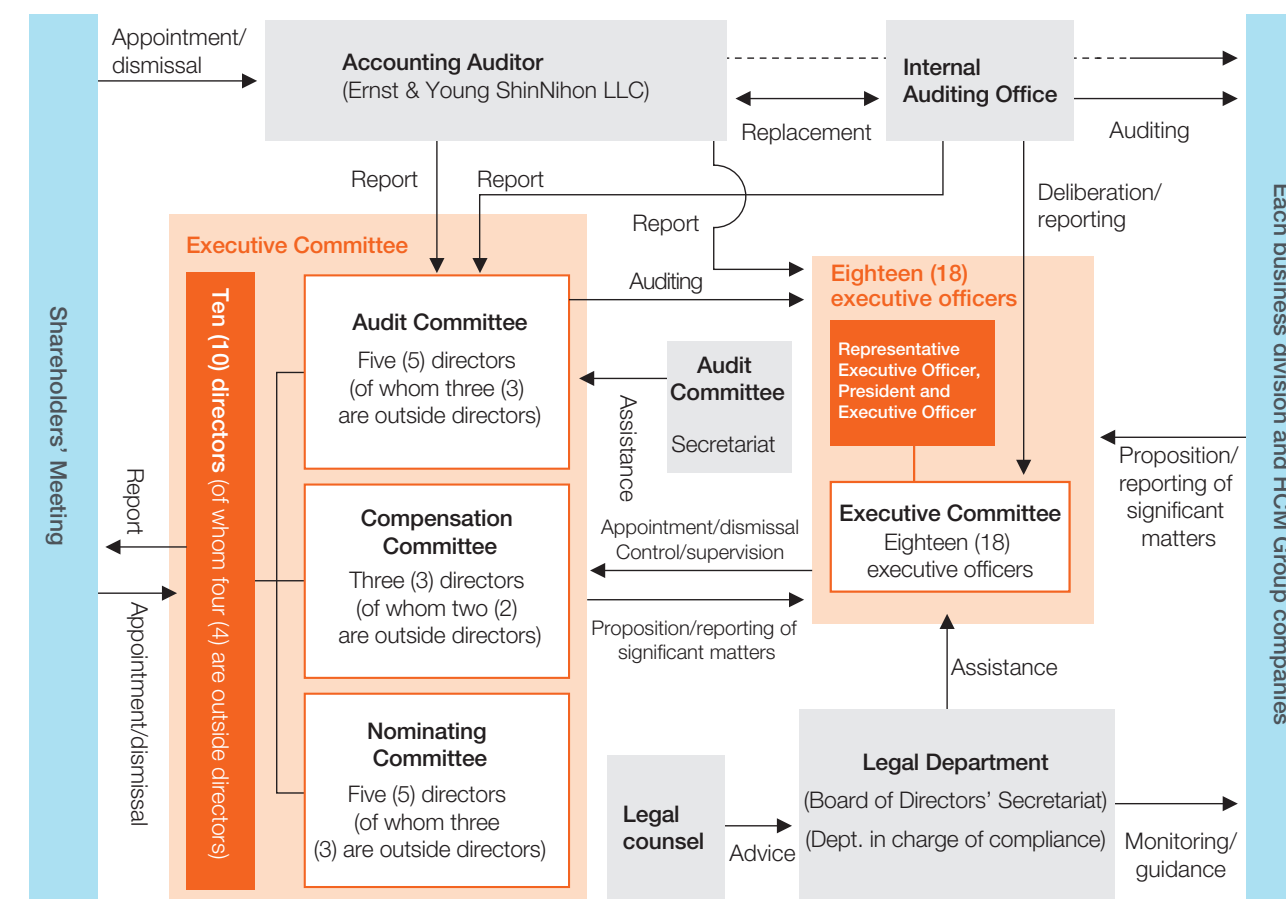 Appointment/
dismissal
Accounting Auditor
(Ernst & Young ShinNihon LLC)
Internal
Auditing Office
Replacement
Auditing
Report
Report
Report
Deliberation/
reporting
Shareholders' Meeting
Executive Committee
Ten (10) directors (of whom four (4) are outside directors)
Audit Committee
Five (5) directors
(of whom three (3)
are outside directors)
Auditing
Audit
Committee
Secretariat
Assistance
Eighteen (18)
executive officers
Representative
Executive Officer,
President and
Executive Officer
Executive Committee
Eighteen (18)
executive officers
Proposition/
reporting of
significant
matters
Each business division and HCM Group companies
Report
Appointment/dismissal
Compensation
Committee
Three (3) directors
(of whom two (2)
are outside directors)
Appointment/dismissal
Control/supervision
Proposition/reporting of
significant matters
Assistance
Nominating
Committee
Five (5) directors
(of whom three
(3) are outside directors)
Legal
counsel
Advice
Legal Department
(Board of Directors' Secretariat)
(Dept. in charge of compliance)
Monitoring/
guidance